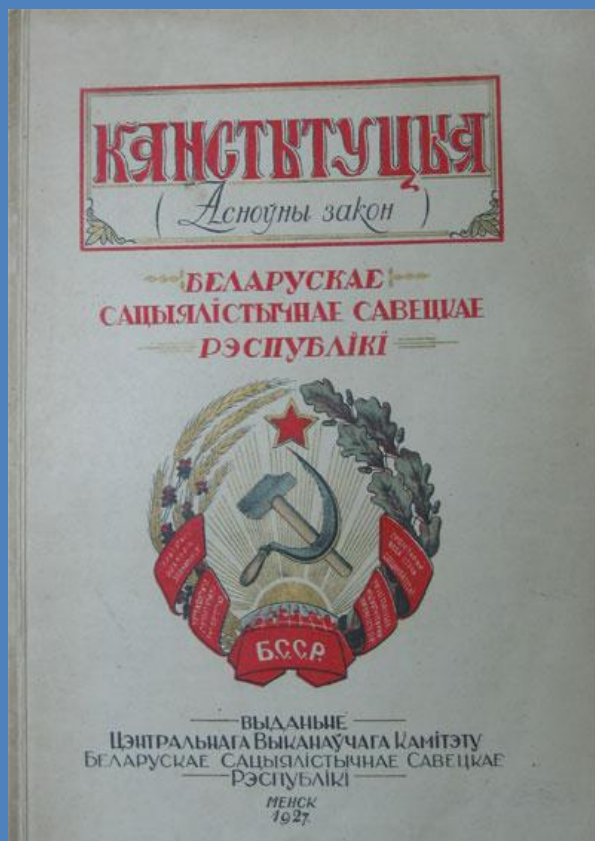 КАНСТЫТУЦЫЯ
( Асноўны закон )
БЕЛАРУСКАЕ
САЦЫЯЛІСТЫЧНАЕ САВЕЦКАЕ
РЭСПУБЛІКІ
Б.С.С.Р.
ВЫДАНЬНЕ
ЦЭНТРАЛЬНАГА ВЫКАНАЎЧАГА КАМІТЭТУ
БЕЛАРУСКАЕ САЦЫЯЛІСТЫЧНАЕ САВЕЦКАЕ
РЭСПУБЛІКІ
МЕНСК
1927